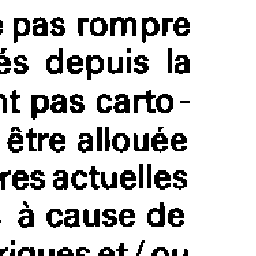 pas rompre
és depuis la
nt pas carto-
être allouée
res actuelles
à cause de
riques et / ou